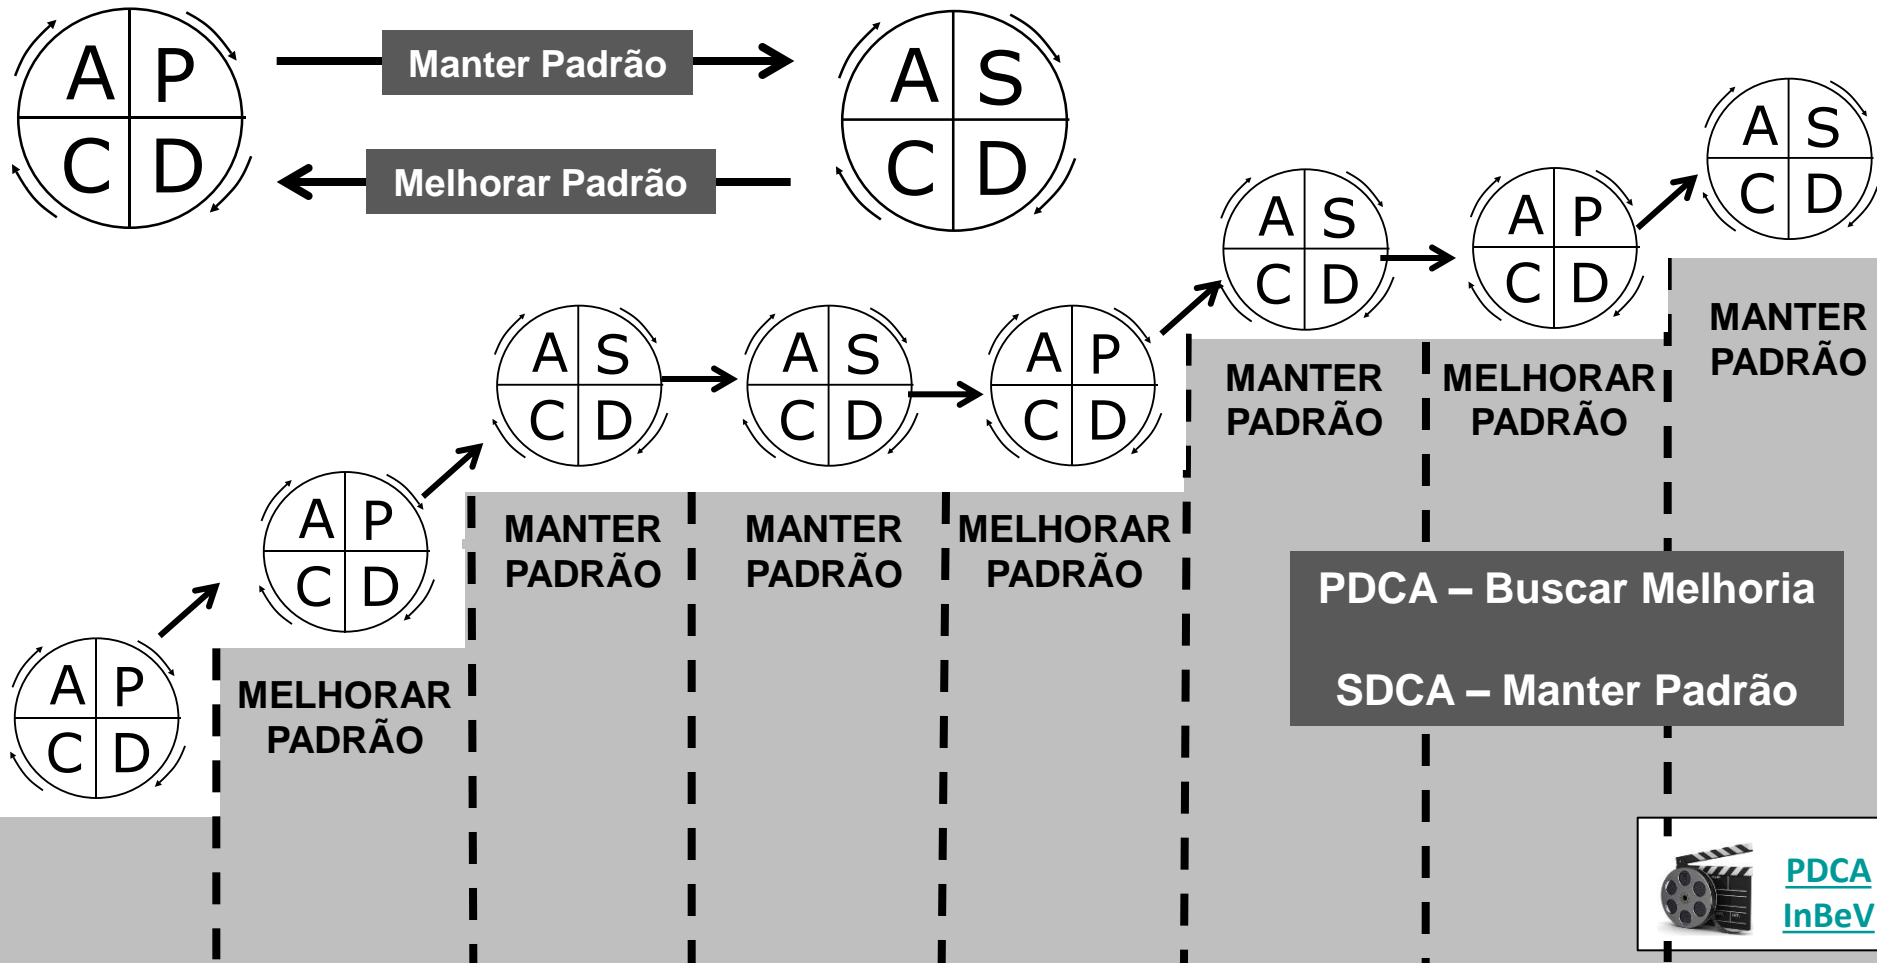 A P
C D
Manter Padrão
Melhorar Padrão
A S
C D
A P
C D
A P
C D
MELHORAR
PADRÃO
A S
C D
MANTER
PADRÃO
A S
C D
MANTER
PADRÃO
A P
C D
MELHORAR
PADRÃO
A S
C D
MANTER
PADRÃO
A P
C D
MELHORAR
PADRÃO
A S
C D
MANTER
PADRÃO
PDCA – Buscar Melhoria
SDCA – Manter Padrão
PDCA
InBeV